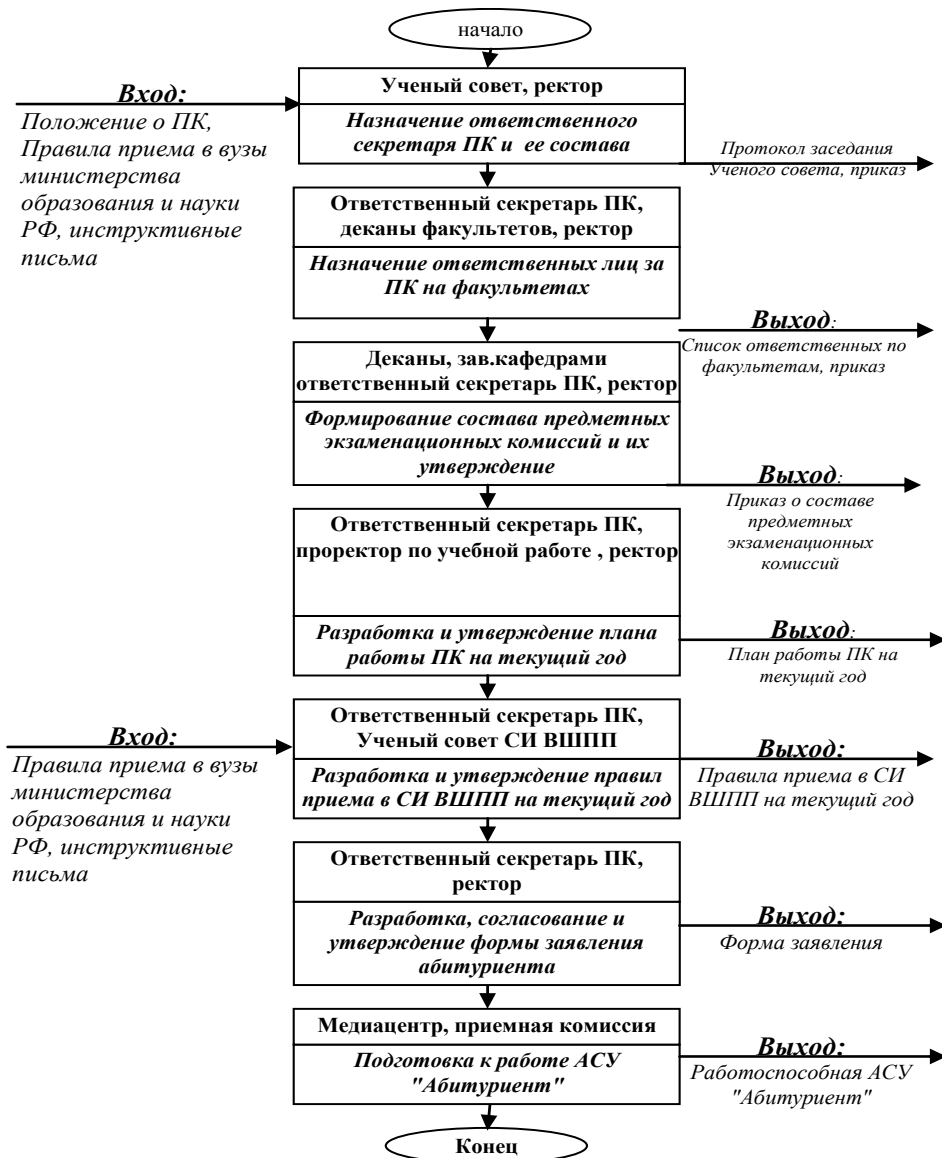 начало
Ученый совет, ректор
Вход:
Положение о ПК,
Правила приема в вузы
министерства
образования и науки
РФ, инструктивные
письма
Назначение ответственного
секретаря ПК и ее состава
Протокол заседания
Ученого совета, приказ
Ответственный секретарь ПК,
деканы факультетов, ректор
Назначение ответственных лиц за
ПК на факультетах
Выход:
Список ответственных по
факультетам, приказ
Деканы, зав.кафедрами
ответственный секретарь ПК, ректор
Формирование состава предметных
экзаменационных комиссий и их
утверждение
Выход:
Приказ о составе
предметных
экзаменационных
комиссий
Ответственный секретарь ПК,
проректор по учебной работе , ректор
Разработка и утверждение плана
работы ПК на текущий год
Выход:
План работы ПК на
текущий год
Вход:
Правила приема в вузы
министерства
образования и науки
РФ, инструктивные
письма
Ответственный секретарь ПК,
Ученый совет СИ ВШПП
Разработка и утверждение правил
приема в СИ ВШПП на текущий год
Выход:
Правила приема в СИ
ВШПП на текущий год
Ответственный секретарь ПК,
ректор
Разработка, согласование и
утверждение формы заявления
абитуриента
Выход:
Форма заявления
Медиацентр, приемная комиссия
Подготовка к работе АСУ
"Абитуриент"
Выход:
Работоспособная АСУ
"Абитуриент"
Конец